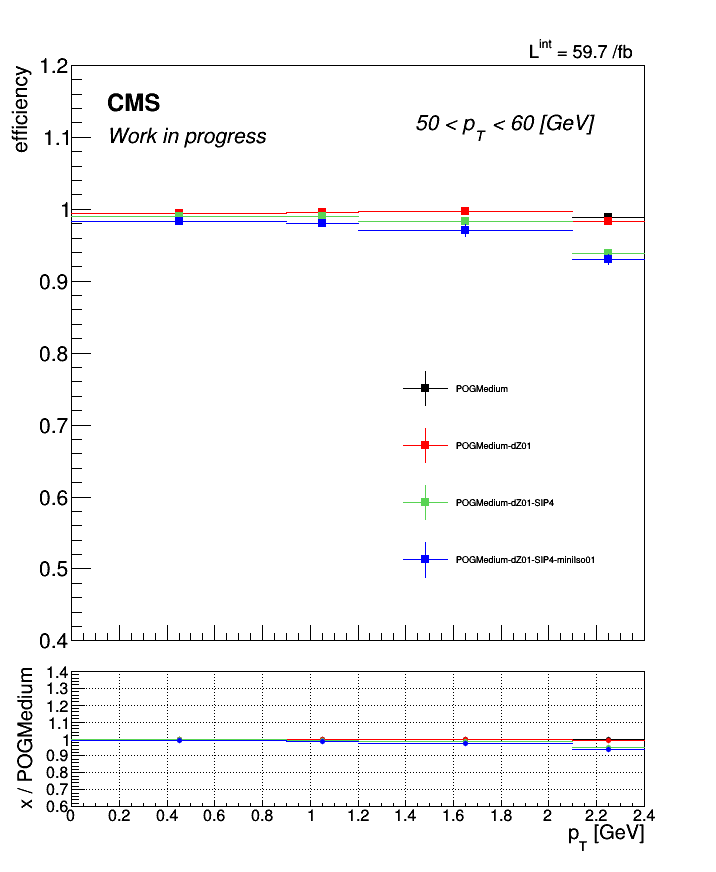 L^int = 59.7 /fb
efficiency
CMS
Work in progress
50 < p_T < 60 [GeV]
1.2
1.1
1
0.9
0.8
0.7
0.6
0.5
0.4
POGMedium
POGMedium-dZ01
POGMedium-dZ01-SIP4
POGMedium-dZ01-SIP4-miniIso01
x / POGMedium
1.4
1.3
1.2
1.1
1
0.9
0.8
0.7
0.6
0 0.2 0.4 0.6 0.8 1 1.2 1.4 1.6 1.8 2 2.2 2.4
p_T [GeV]